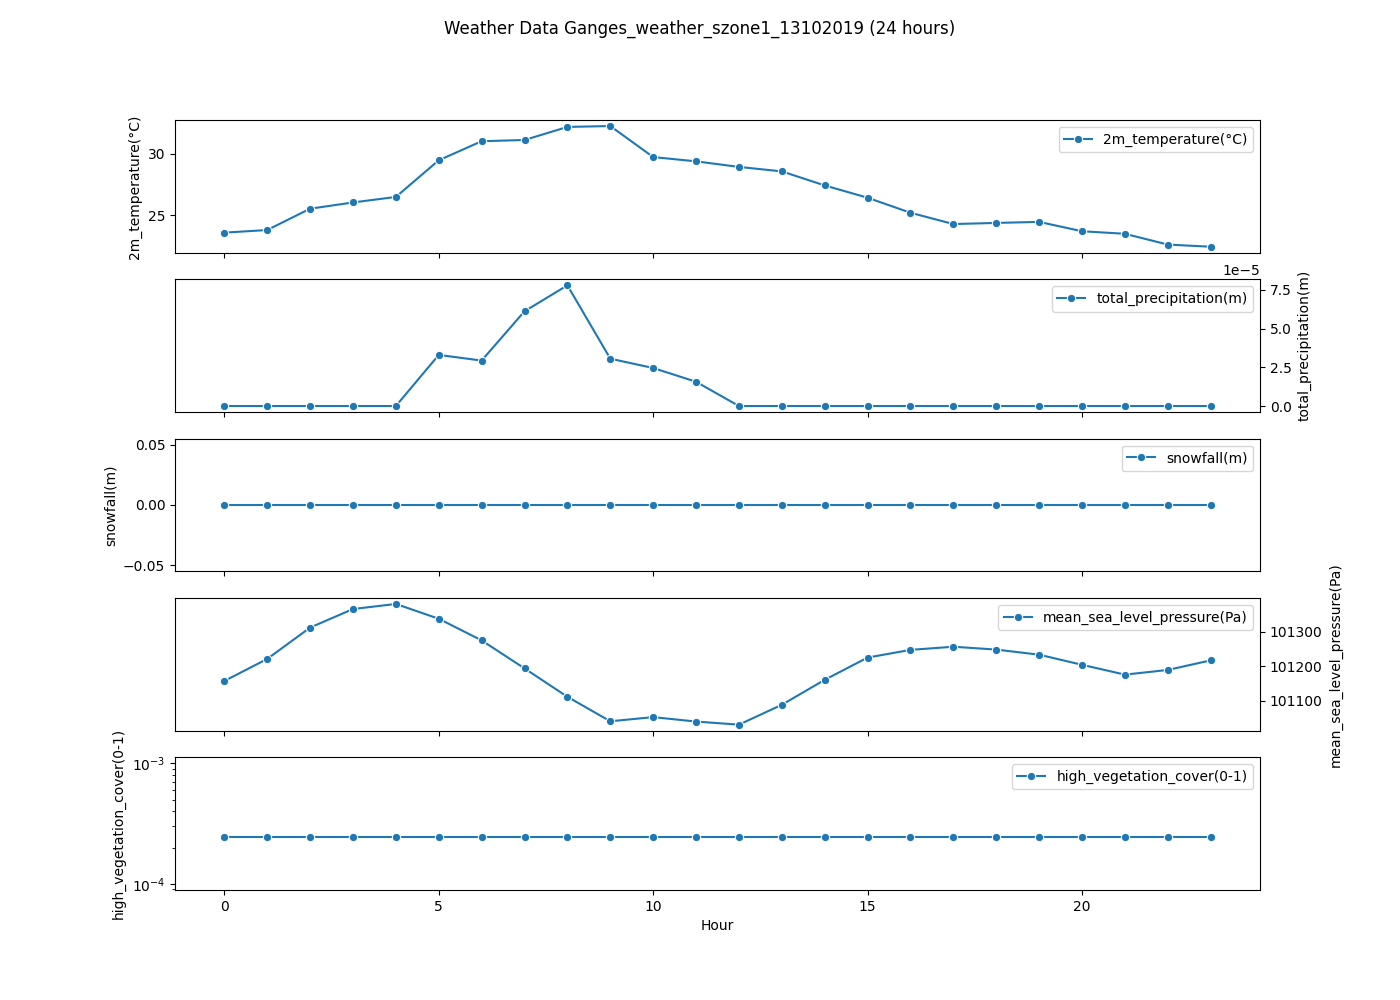 Weather Data Ganges_weather_szone1_13102019 (24 hours)
2m_temperature(°C)
30
25
2m_temperature(°C)
1e−5
total_precipitation(m)
7.5
5.0
2.5
0.0
total_precipitation(m)
snowfall(m)
0.05
0.00
−0.05
snowfall(m)
mean_sea_level_pressure(Pa)
101300
101200
101100
mean_sea_level_pressure(Pa)
high_vegetation_cover(0-1)
10⁻³
10⁻⁴
high_vegetation_cover(0-1)
0 5 10 15 20
Hour